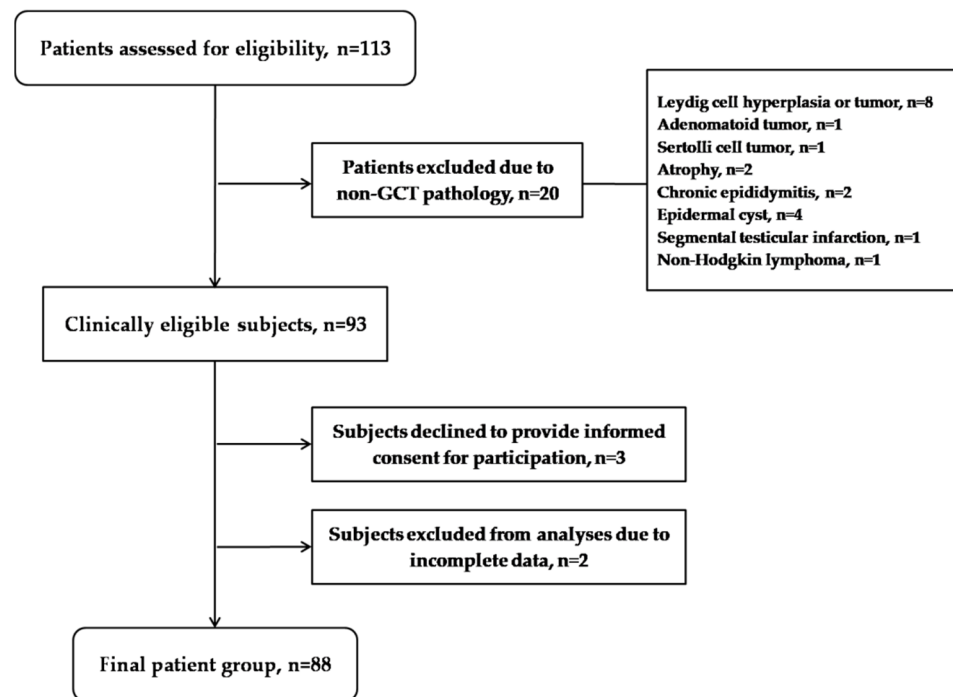 Patients assessed for eligibility, n=113
Patients excluded due to
non-GCT pathology, n=20
Leydig cell hyperplasia or tumor, n=8
Adenomatoid tumor, n=1
Sertolli cell tumor, n=1
Atrophy, n=2
Chronic epididymitis, n=2
Epidermal cyst, n=4
Segmental testicular infarction, n=1
Non-Hodgkin lymphoma, n=1
Clinically eligible subjects, n=93
Subjects declined to provide informed
consent for participation, n=3
Subjects excluded from analyses due to
incomplete data, n=2
Final patient group, n=88